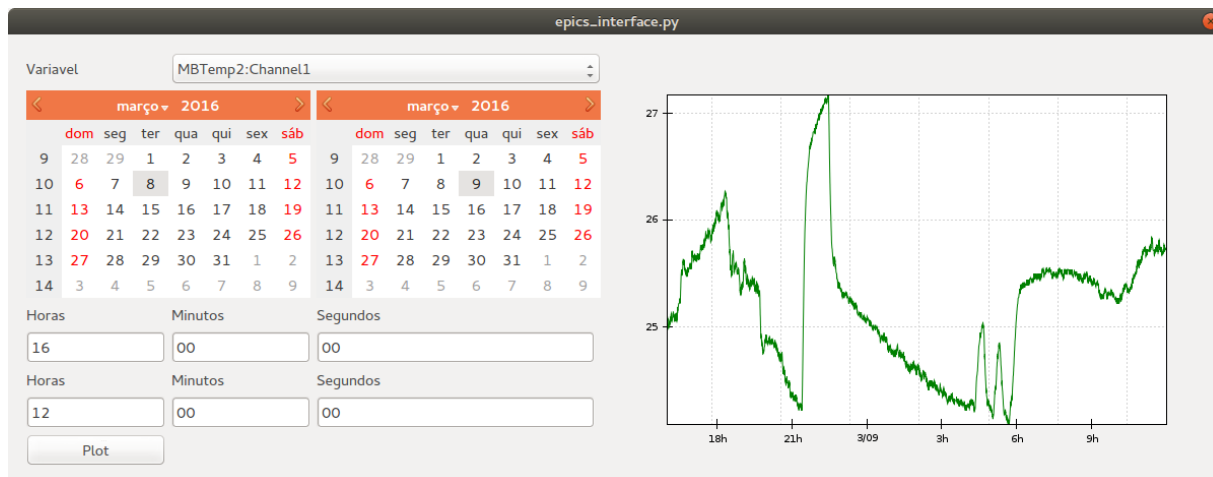 epics_interface.py
Variavel MBTemp2:Channel1
março 2016 março 2016
dom seg ter qua qui sex sáb dom seg ter qua qui sex sáb
9 28 29 1 2 3 4 5 9 28 29 1 2 3 4 5
10 6 7 8 9 10 11 12 10 6 7 8 9 10 11 12
11 13 14 15 16 17 18 19 11 13 14 15 16 17 18 19
12 20 21 22 23 24 25 26 12 20 21 22 23 24 25 26
13 27 28 29 30 31 1 2 13 27 28 29 30 31 1 2
14 3 4 5 6 7 8 9 14 3 4 5 6 7 8 9
Horas Minutos Segundos
16 00 00
Horas Minutos Segundos
12 00 00
Plot
27
26
25
18h 21h 3/09 3h 6h 9h